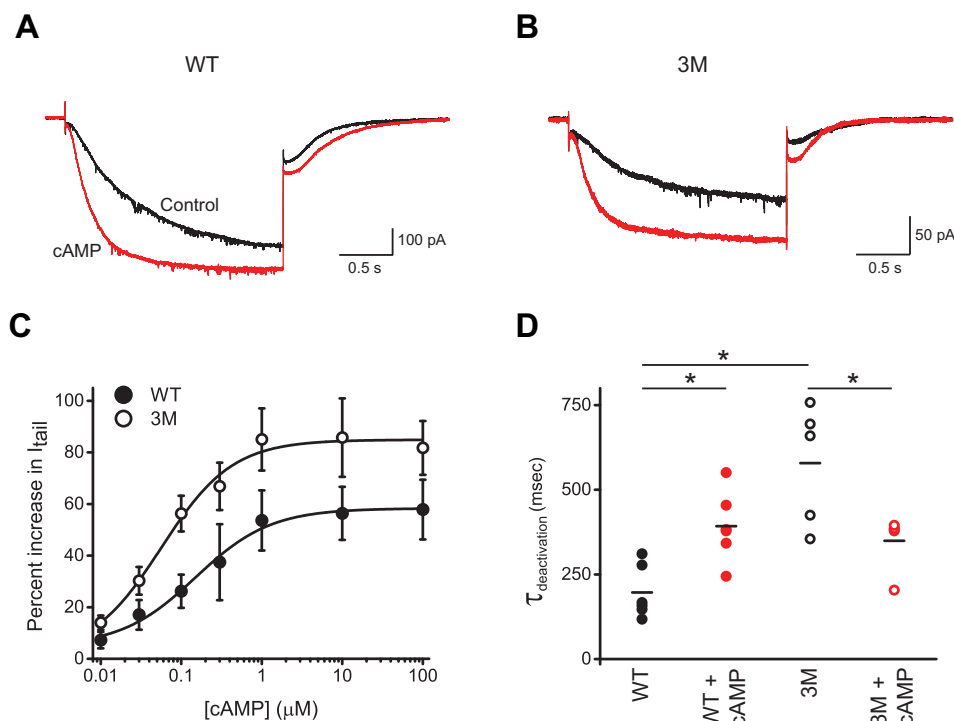 A
WT
Control
cAMP
100 pA
0.5 s
B
3M
50 pA
0.5 s
C
WT
3M
Percent increase in Itail
100
80
60
40
20
0
0.01
0.1
1
10
100
[cAMP] (μM)
D
*
*
*
τdeactivation (msec)
750
500
250
0
WT
WT +
cAMP
3M
3M +
cAMP